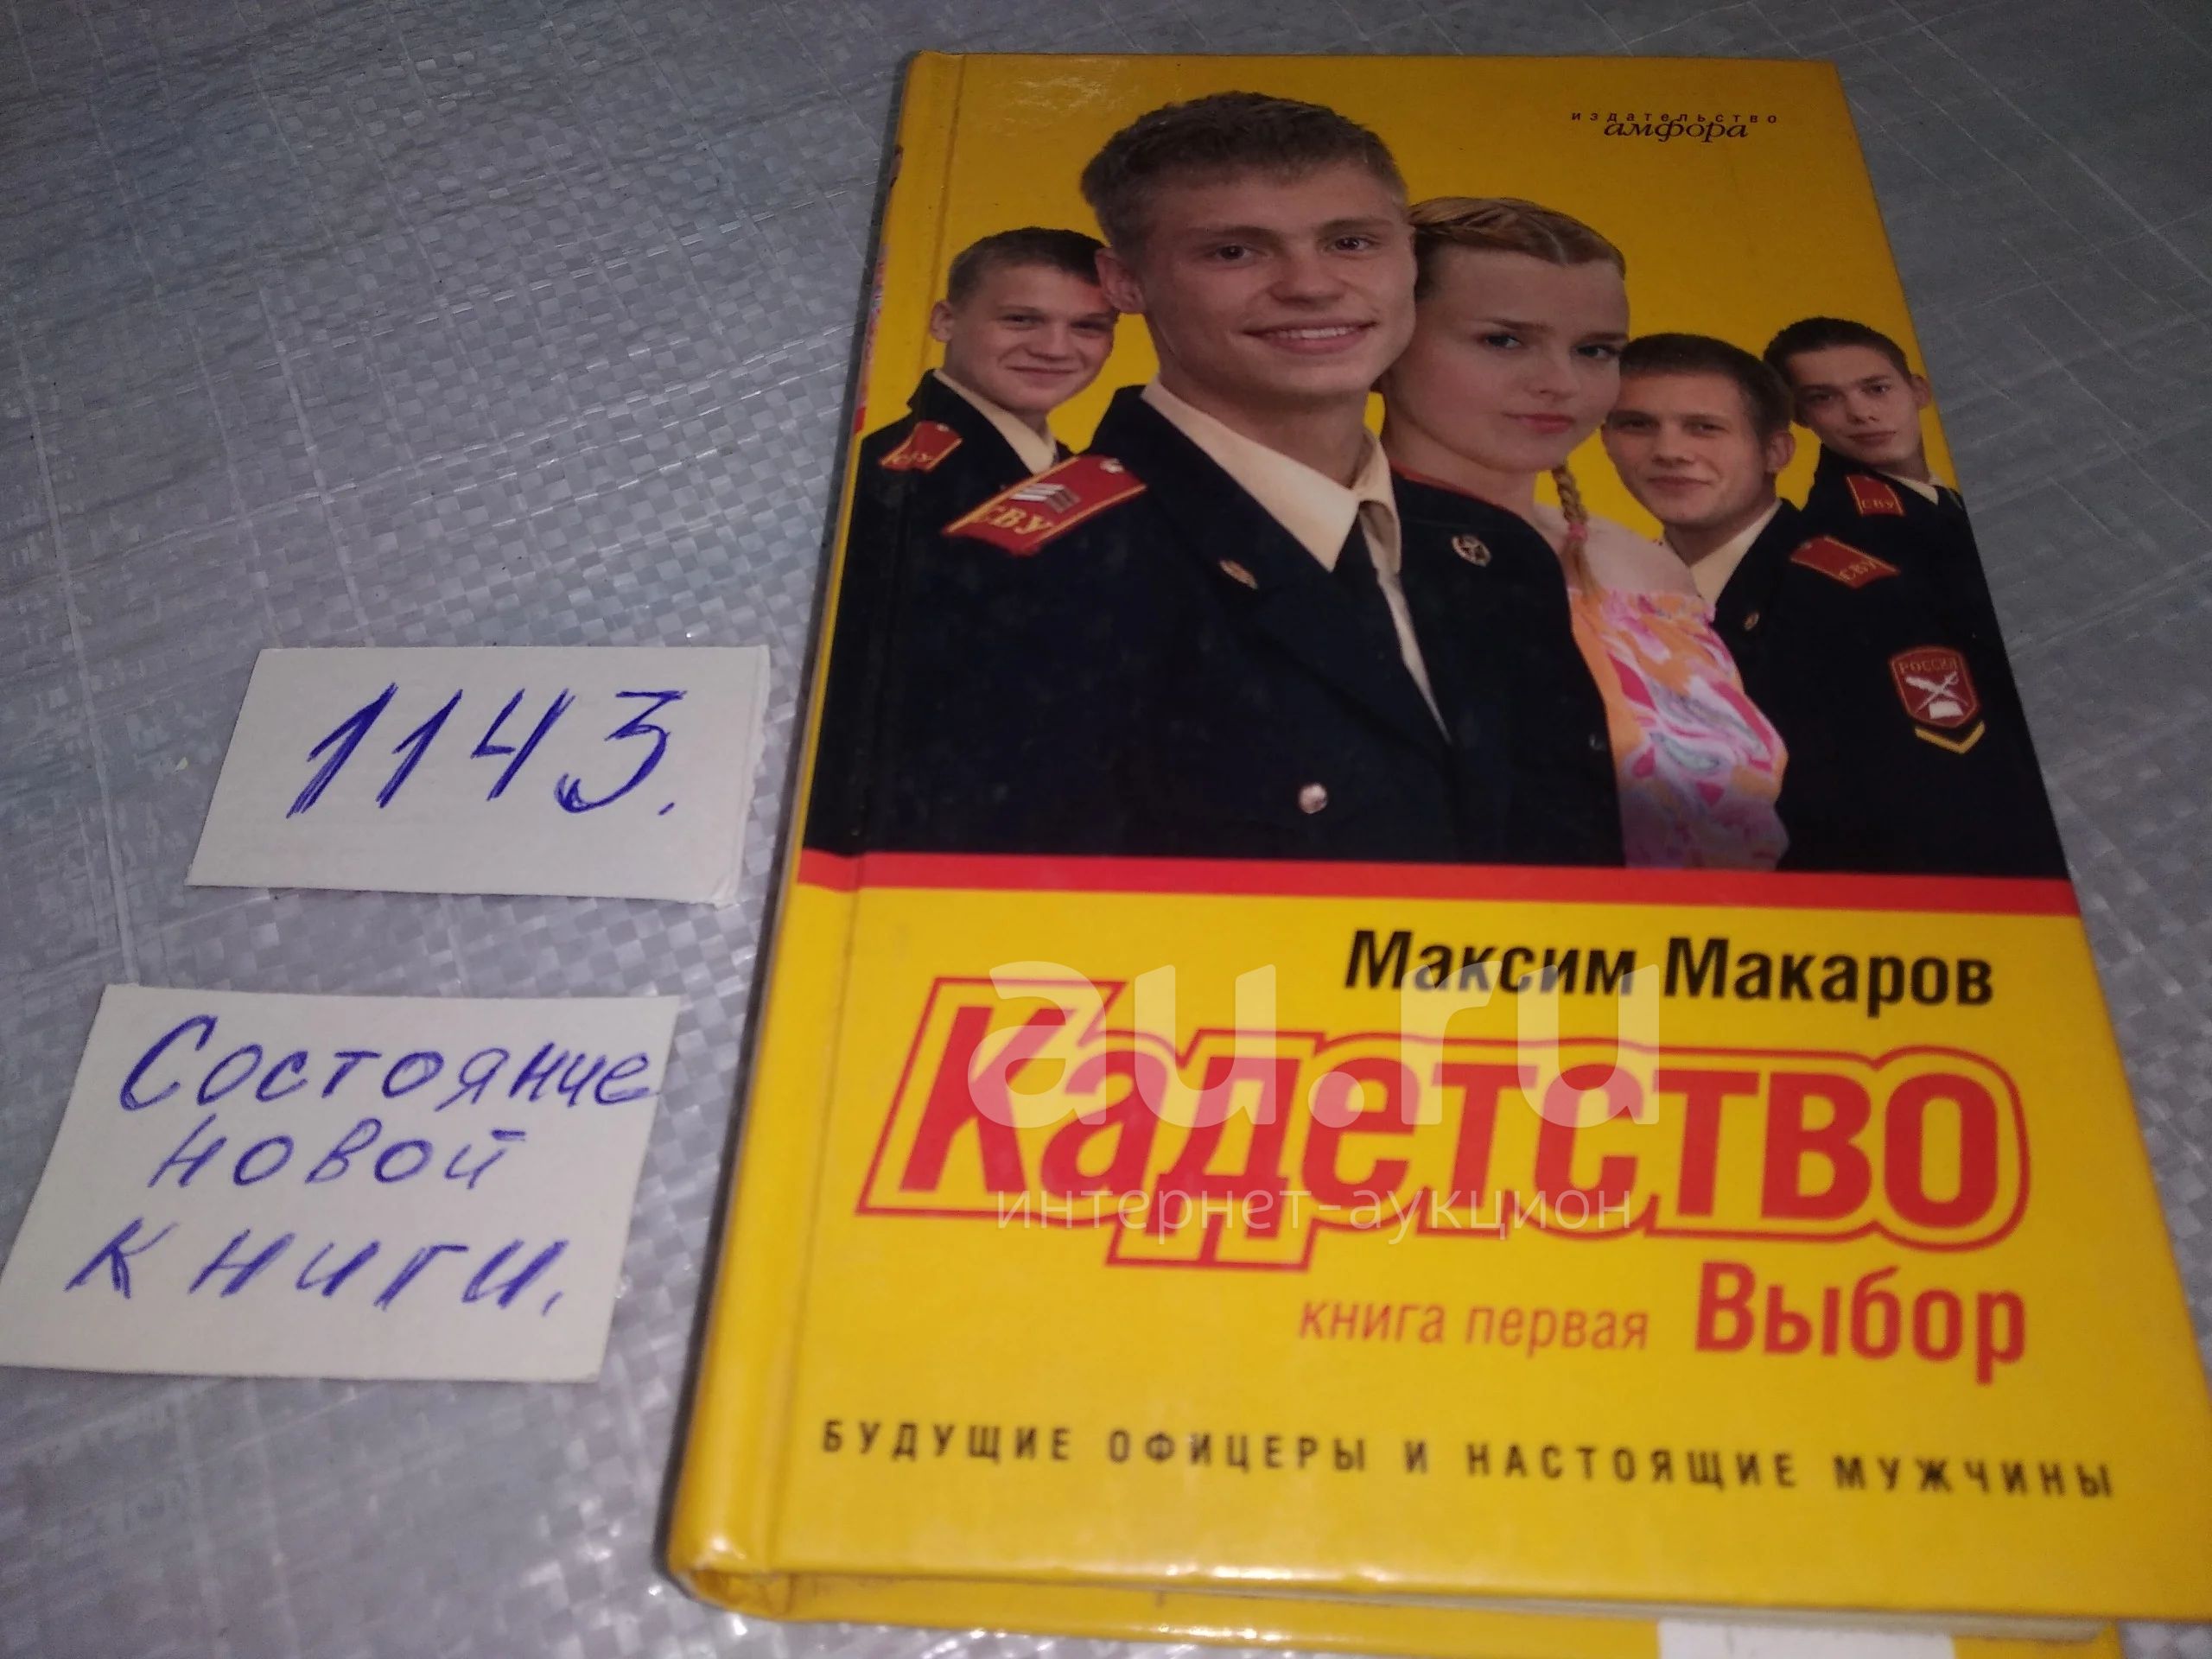 издательство
амфора
СВУ
СВУ
СВУ
СВУ
РОССИЯ
1143.
Максим Макаров
au.ru
Кадетство
интернет-аукцион
книга первая Выбор
БУДУЩИЕ ОФИЦЕРЫ И НАСТОЯЩИЕ МУЖЧИНЫ
Состояние
новой
книги.